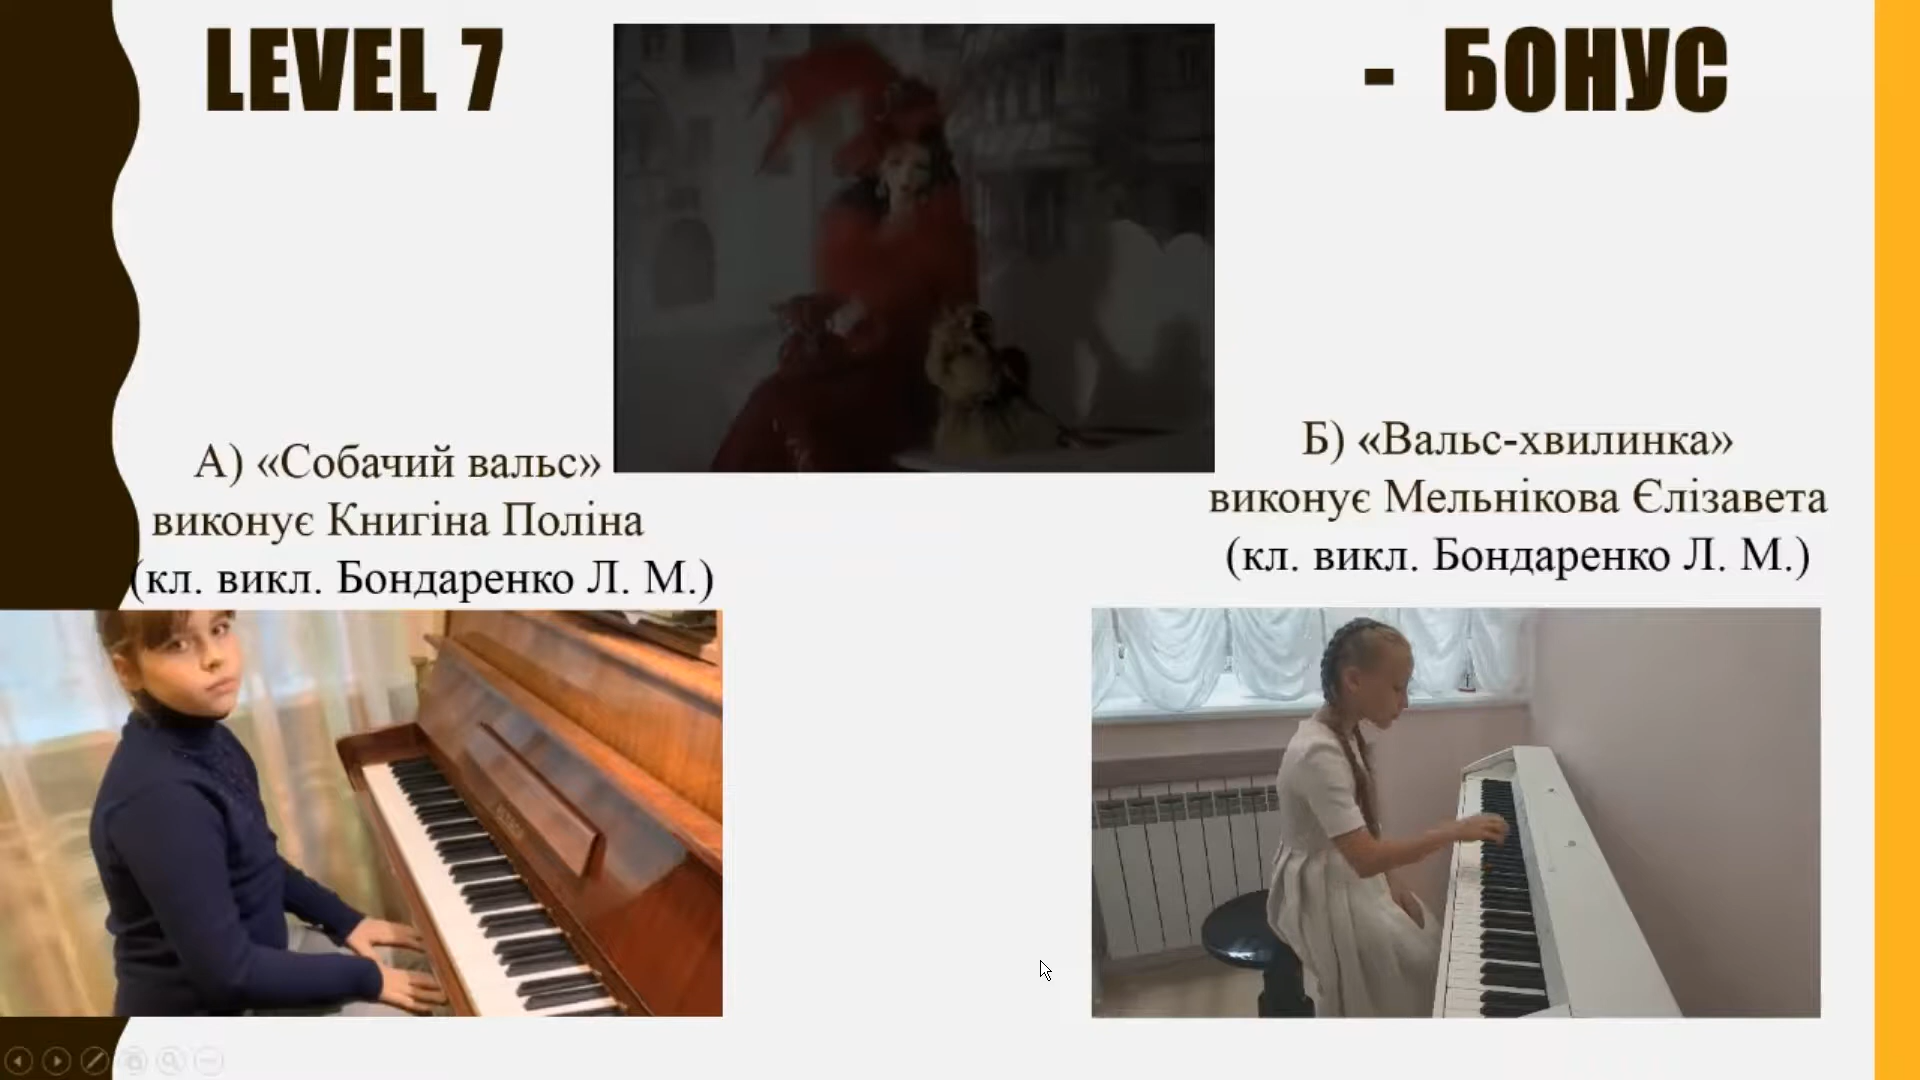 LEVEL 7 - БОНУС
А) «Собачий вальс»
виконує Книгіна Поліна
(кл. викл. Бондаренко Л. М.)
Б) «Вальс-хвилинка»
виконує Мельнікова Єлізавета
(кл. викл. Бондаренко Л. М.)